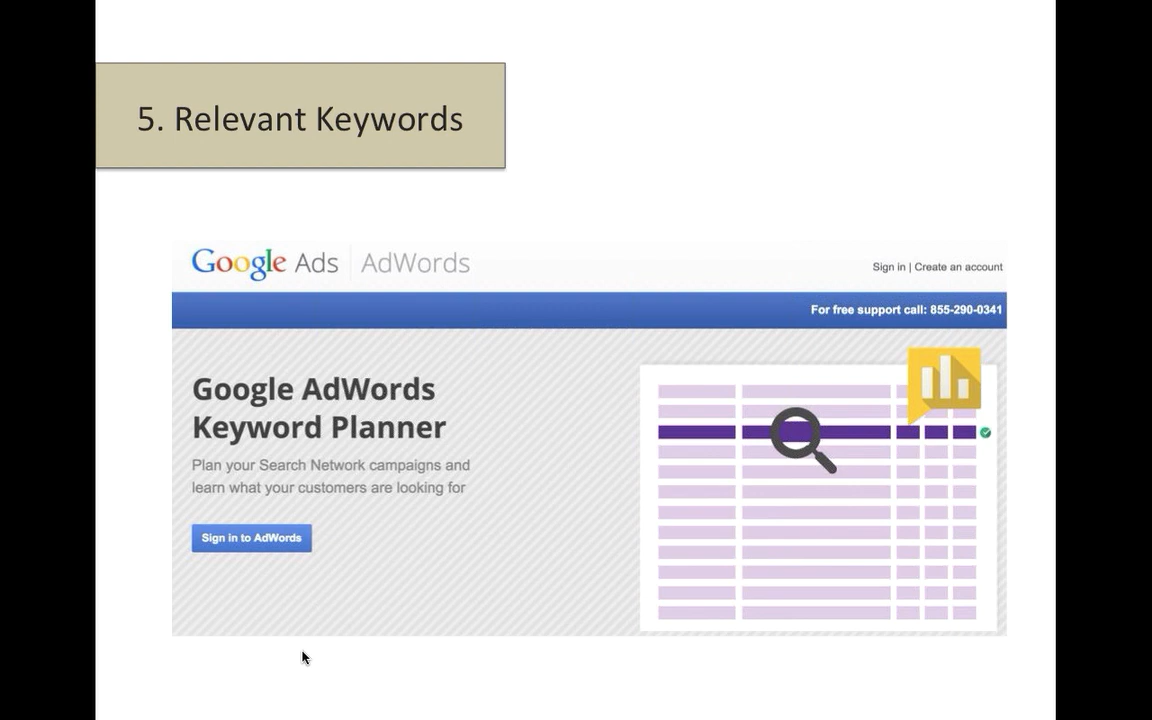 5. Relevant Keywords
Google Ads | AdWords
Sign in | Create an account
For free support call: 855-290-0341
Google AdWords
Keyword Planner
Plan your Search Network campaigns and
learn what your customers are looking for
Sign in to AdWords